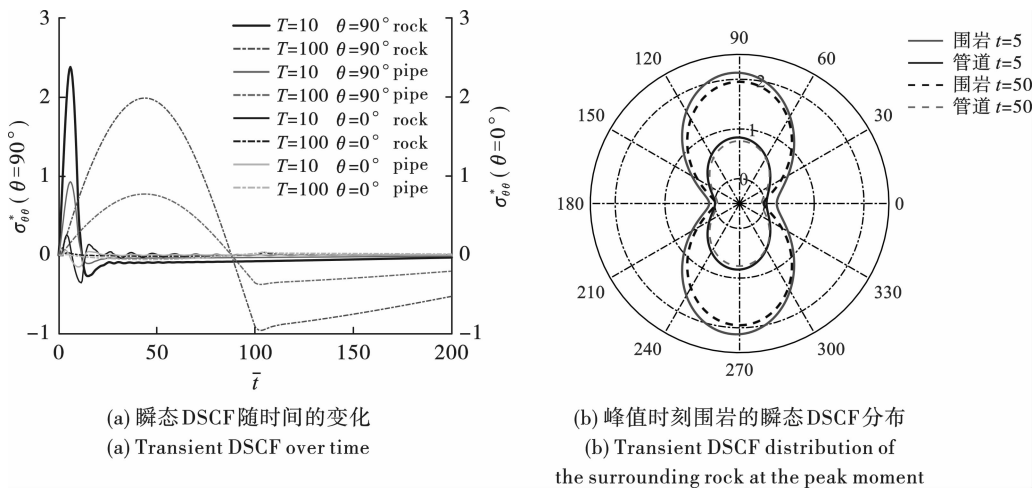 3
2
1
0
−1
σ*θθ (θ=90°)
0 50 100 150 200
t̄
3
2
1
0
−1
σ*θθ (θ=0°)
T=10 θ=90° rock
T=100 θ=90° rock
T=10 θ=90° pipe
T=100 θ=90° pipe
T=10 θ=0° rock
T=100 θ=0° rock
T=10 θ=0° pipe
T=100 θ=0° pipe
(a) 瞬态DSCF随时间的变化
(a) Transient DSCF over time
90
120 60
150 30
180 0
210 330
240 300
270
2
1
0
围岩 t=5
管道 t=5
围岩 t=50
管道 t=50
(b) 峰值时刻围岩的瞬态DSCF分布
(b) Transient DSCF distribution of
the surrounding rock at the peak moment